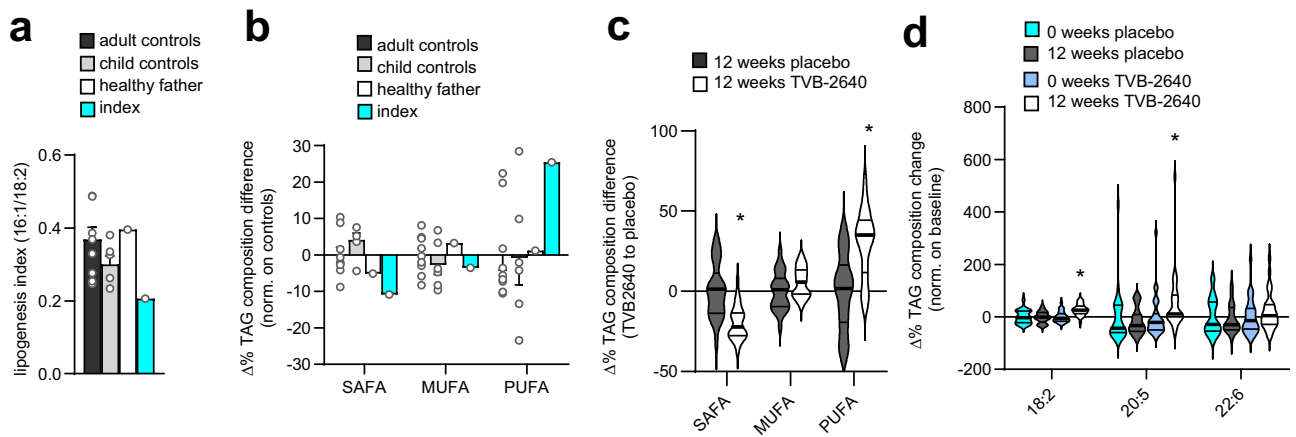 a
adult controls
child controls
healthy father
index
lipogenesis index (16:1/18:2)
0.6
0.4
0.2
0.0
b
adult controls
child controls
healthy father
index
Δ% TAG composition difference
(norm. on controls)
30
20
10
0
-10
-20
-30
SAFA
MUFA
PUFA
c
12 weeks placebo
12 weeks TVB-2640
Δ% TAG composition difference
(TVB2640 to placebo)
100
50
0
-50
*
*
SAFA
MUFA
PUFA
d
0 weeks placebo
12 weeks placebo
0 weeks TVB-2640
12 weeks TVB-2640
Δ% TAG composition change
(norm. on baseline)
800
600
400
200
0
-200
*
*
18:2
20:5
22:6